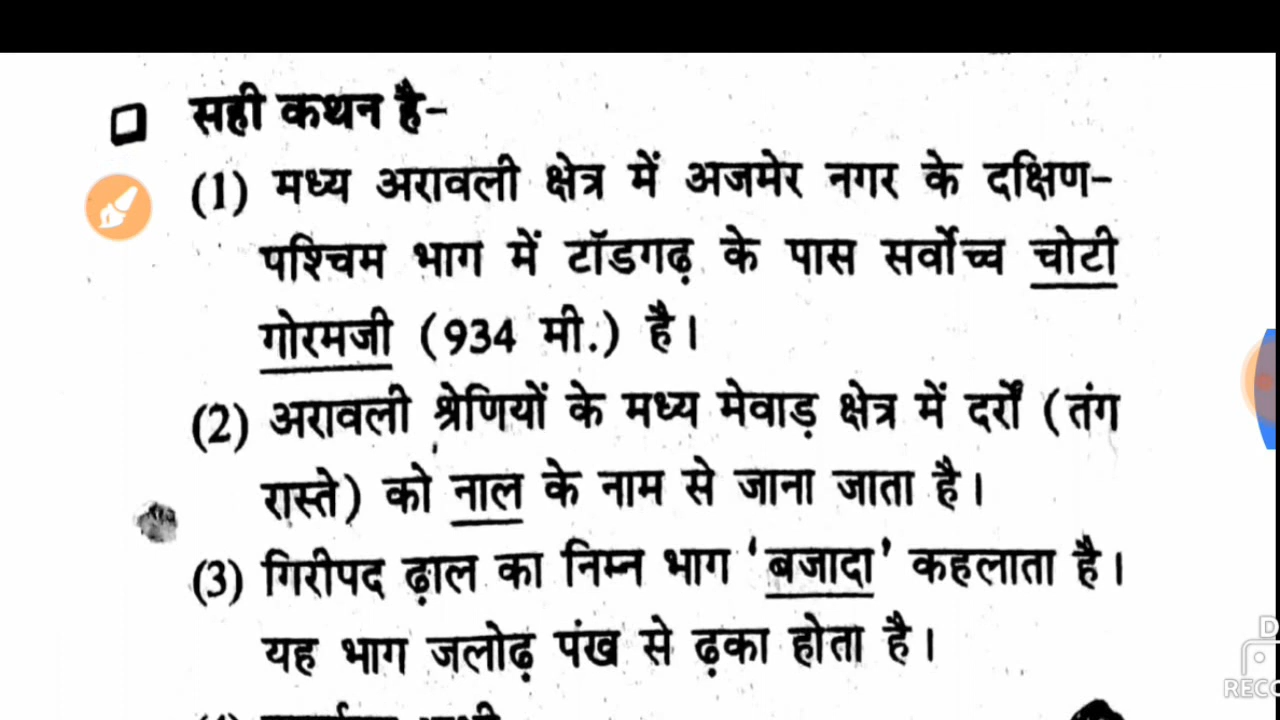 सही कथन है-
(1) मध्य अरावली क्षेत्र में अजमेर नगर के दक्षिण-
पश्चिम भाग में टॉडगढ़ के पास सर्वोच्च चोटी
गोरमजी (934 मी.) है।
(2) अरावली श्रेणियों के मध्य मेवाड़ क्षेत्र में दर्रों (तंग
रास्ते) को नाल के नाम से जाना जाता है।
(3) गिरीपद ढ़ाल का निम्न भाग ‘बजादा’ कहलाता है।
यह भाग जलोढ़ पंख से ढ़का होता है।